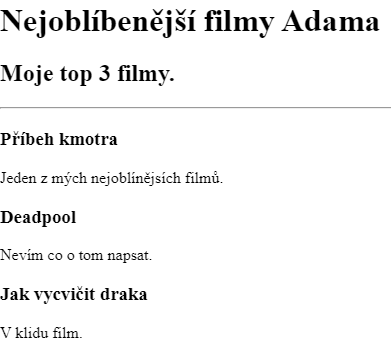 Nejoblíbenější filmy Adama
Moje top 3 filmy.
Příbeh kmotra
Jeden z mých nejoblínějsích filmů.
Deadpool
Nevím co o tom napsat.
Jak vycvičit draka
V klidu film.